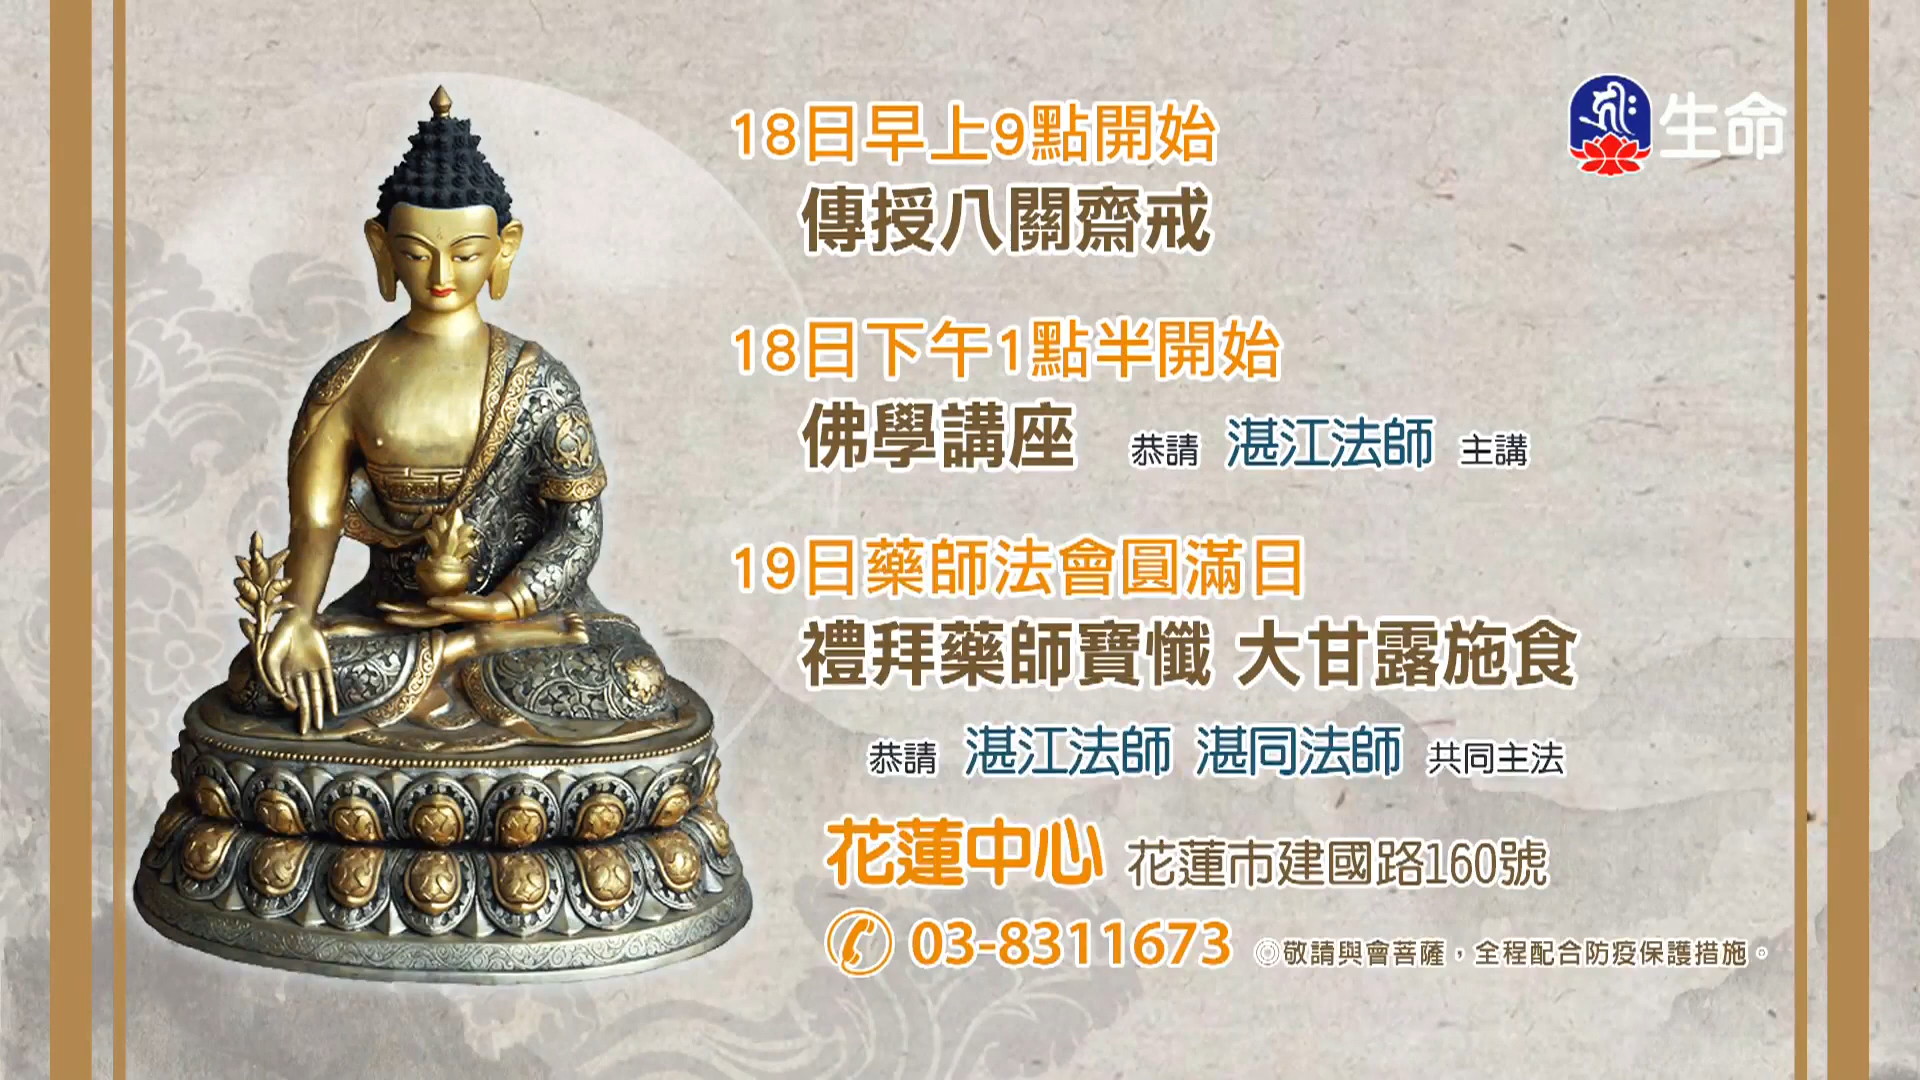 生命
18日早上9點開始
傳授八關齋戒
18日下午1點半開始
佛學講座 恭請 湛江法師 主講
19日藥師法會圓滿日
禮拜藥師寶懺 大甘露施食
恭請 湛江法師 湛同法師 共同主法
花蓮中心 花蓮市建國路160號
03-8311673 ◎敬請與會菩薩，全程配合防疫保護措施。